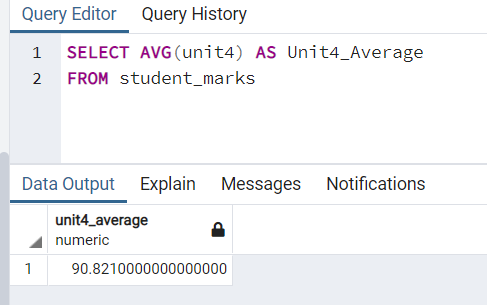 Query Editor Query History
1 SELECT AVG(unit4) AS Unit4_Average
2 FROM student_marks
Data Output Explain Messages Notifications
unit4_average
numeric
1 90.8210000000000000